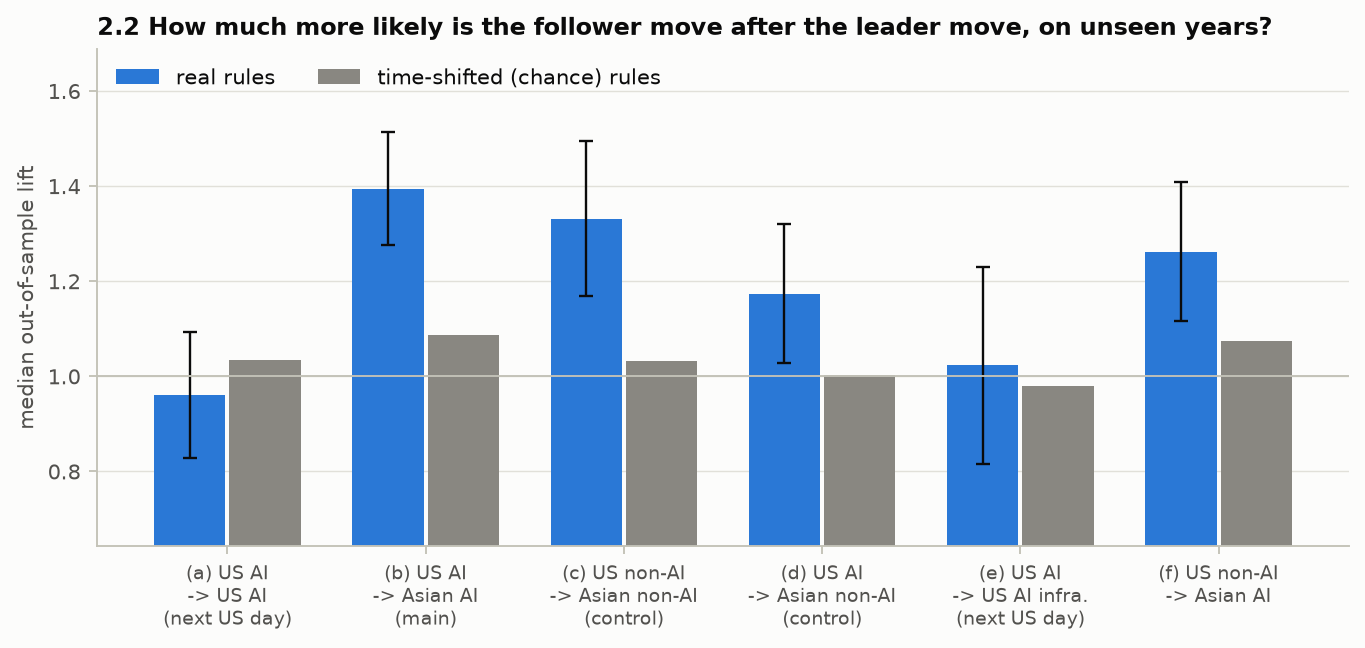 2.2 How much more likely is the follower move after the leader move, on unseen years?
real rules
time-shifted (chance) rules
median out-of-sample lift
1.6
1.4
1.2
1.0
0.8
(a) US AI
-> US AI
(next US day)
(b) US AI
-> Asian AI
(main)
(c) US non-AI
-> Asian non-AI
(control)
(d) US AI
-> Asian non-AI
(control)
(e) US AI
-> US AI infra.
(next US day)
(f) US non-AI
-> Asian AI